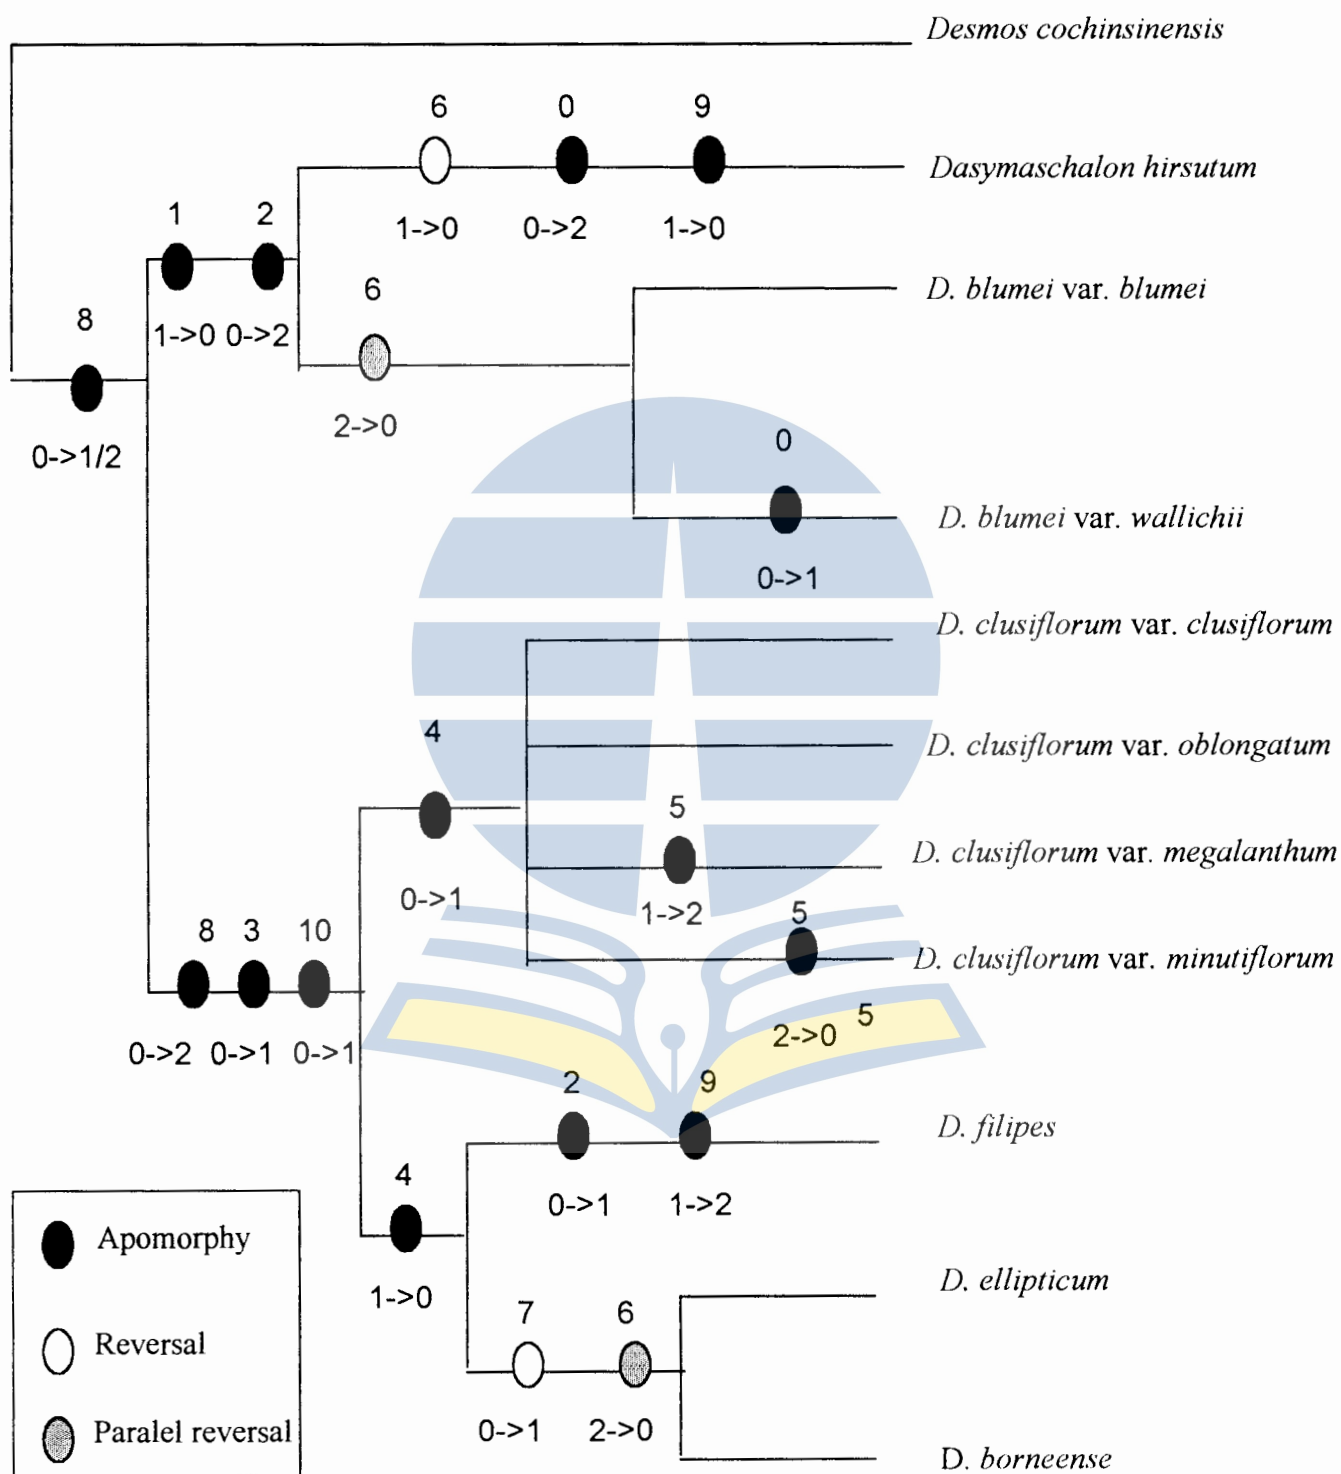 Desmos cochinsinensis
6 0 9
Dasymaschalon hirsutum
1->0 0->2 1->0
1 2
6
D. blumei var. blumei
8
1->0 0->2
2->0
0->1/2
0
D. blumei var. wallichii
0->1
D. clusiflorum var. clusiflorum
4
D. clusiflorum var. oblongatum
5
D. clusiflorum var. megalanthum
0->1
1->2
5
8 3 10
D. clusiflorum var. minutiflorum
5
2->0
0->2 0->1 0->1
2 9
D. filipes
4
0->1 1->2
Apomorphy
D. ellipticum
1->0
7 6
Reversal
0->1 2->0
Paralel reversal
D. borneense